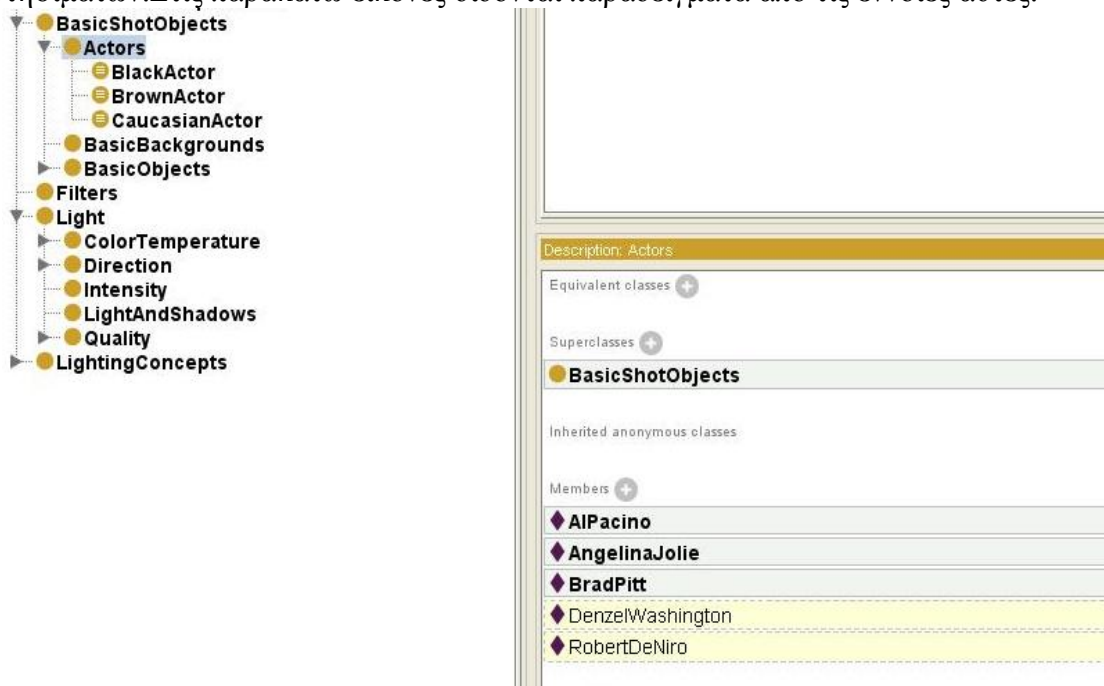 BasicShotObjects
Actors
BlackActor
BrownActor
CaucasianActor
BasicBackgrounds
BasicObjects
Filters
Light
ColorTemperature
Direction
Intensity
LightAndShadows
Quality
LightingConcepts
Description: Actors
Equivalent classes
Superclasses
BasicShotObjects
Inherited anonymous classes
Members
AlPacino
AngelinaJolie
BradPitt
DenzelWashington
RobertDeNiro